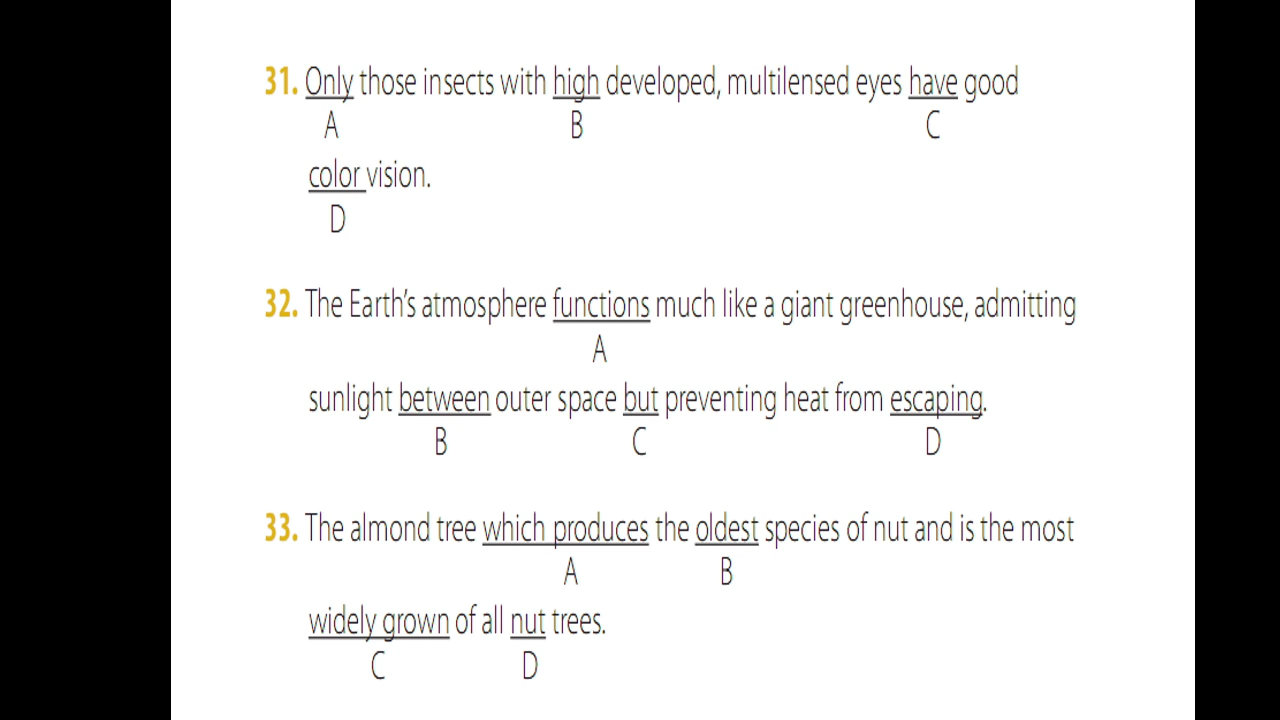 31. Only those insects with high developed, multilensed eyes have good
A B C
color vision.
D
32. The Earth's atmosphere functions much like a giant greenhouse, admitting
A
sunlight between outer space but preventing heat from escaping.
B C D
33. The almond tree which produces the oldest species of nut and is the most
A B
widely grown of all nut trees.
C D